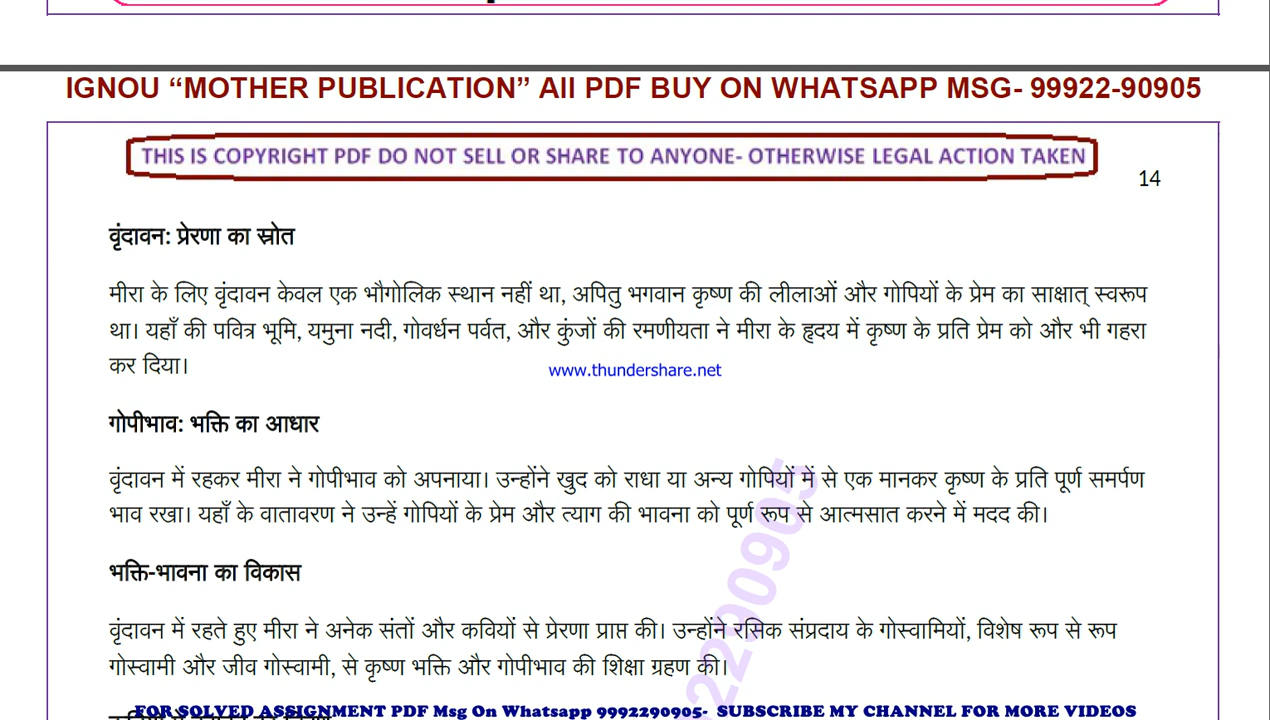 IGNOU “MOTHER PUBLICATION” All PDF BUY ON WHATSAPP MSG- 99922-90905
THIS IS COPYRIGHT PDF DO NOT SELL OR SHARE TO ANYONE- OTHERWISE LEGAL ACTION TAKEN
14
वृंदावन: प्रेरणा का स्रोत
मीरा के लिए वृंदावन केवल एक भौगोलिक स्थान नहीं था, अपितु भगवान कृष्ण की लीलाओं और गोपियों के प्रेम का साक्षात् स्वरूप
था। यहाँ की पवित्र भूमि, यमुना नदी, गोवर्धन पर्वत, और कुंजों की रमणीयता ने मीरा के हृदय में कृष्ण के प्रति प्रेम को और भी गहरा
कर दिया।
www.thundershare.net
गोपीभाव: भक्ति का आधार
वृंदावन में रहकर मीरा ने गोपीभाव को अपनाया। उन्होंने खुद को राधा या अन्य गोपियों में से एक मानकर कृष्ण के प्रति पूर्ण समर्पण
भाव रखा। यहाँ के वातावरण ने उन्हें गोपियों के प्रेम और त्याग की भावना को पूर्ण रूप से आत्मसात करने में मदद की।
भक्ति-भावना का विकास
वृंदावन में रहते हुए मीरा ने अनेक संतों और कवियों से प्रेरणा प्राप्त की। उन्होंने रसिक संप्रदाय के गोस्वामियों, विशेष रूप से रूप
गोस्वामी और जीव गोस्वामी, से कृष्ण भक्ति और गोपीभाव की शिक्षा ग्रहण की।
2290905
FOR SOLVED ASSIGNMENT PDF Msg On Whatsapp 9992290905- SUBSCRIBE MY CHANNEL FOR MORE VIDEOS